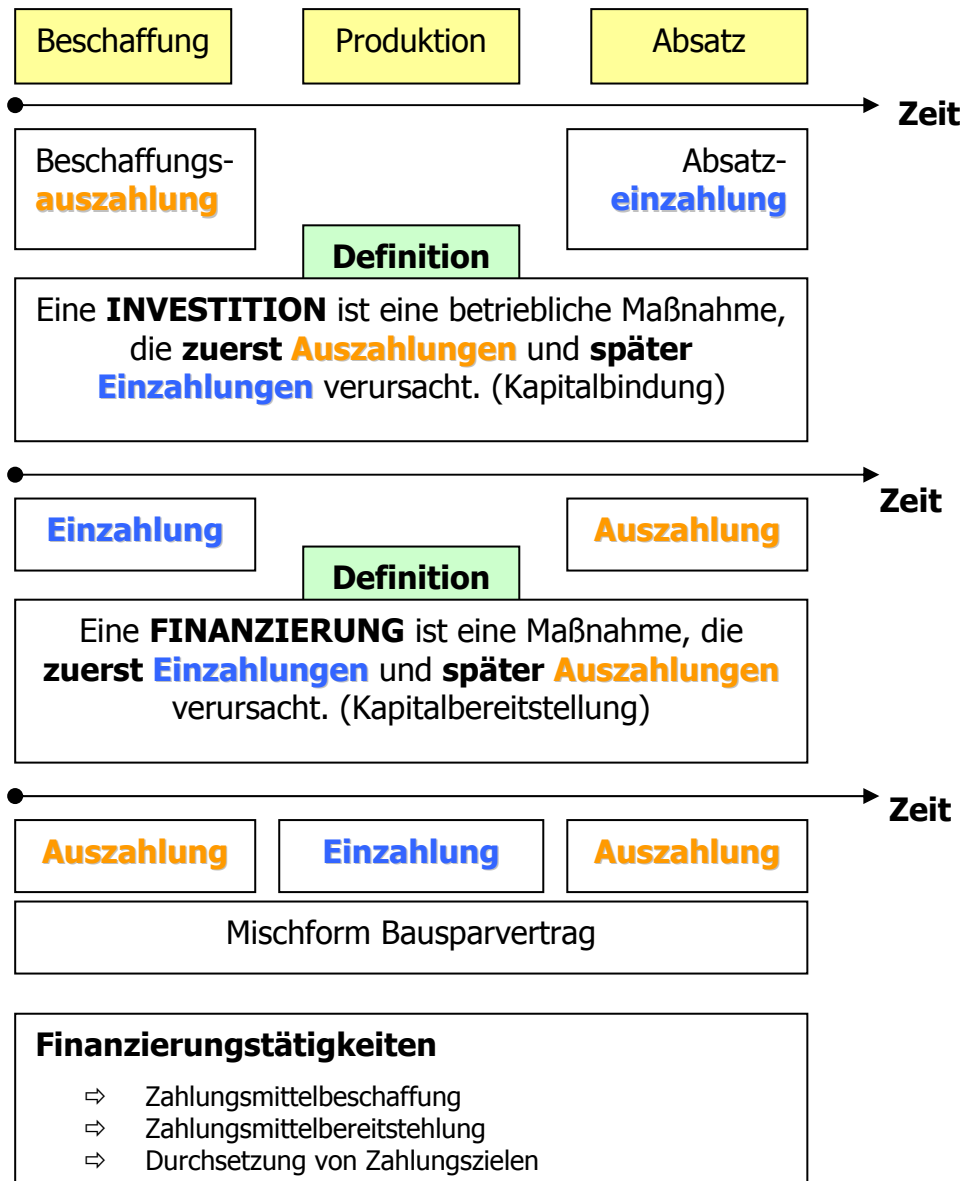 Beschaffung Produktion Absatz
Zeit
Beschaffungs- Absatz-
auszahlung einzahlung
Definition
Eine INVESTITION ist eine betriebliche Maßnahme,
die zuerst Auszahlungen und später
Einzahlungen verursacht. (Kapitalbindung)
Zeit
Einzahlung Auszahlung
Definition
Eine FINANZIERUNG ist eine Maßnahme, die
zuerst Einzahlungen und später Auszahlungen
verursacht. (Kapitalbereitstellung)
Zeit
Auszahlung Einzahlung Auszahlung
Mischform Bausparvertrag
Finanzierungstätigkeiten
⇨ Zahlungsmittelbeschaffung
⇨ Zahlungsmittelbereitstehlung
⇨ Durchsetzung von Zahlungszielen